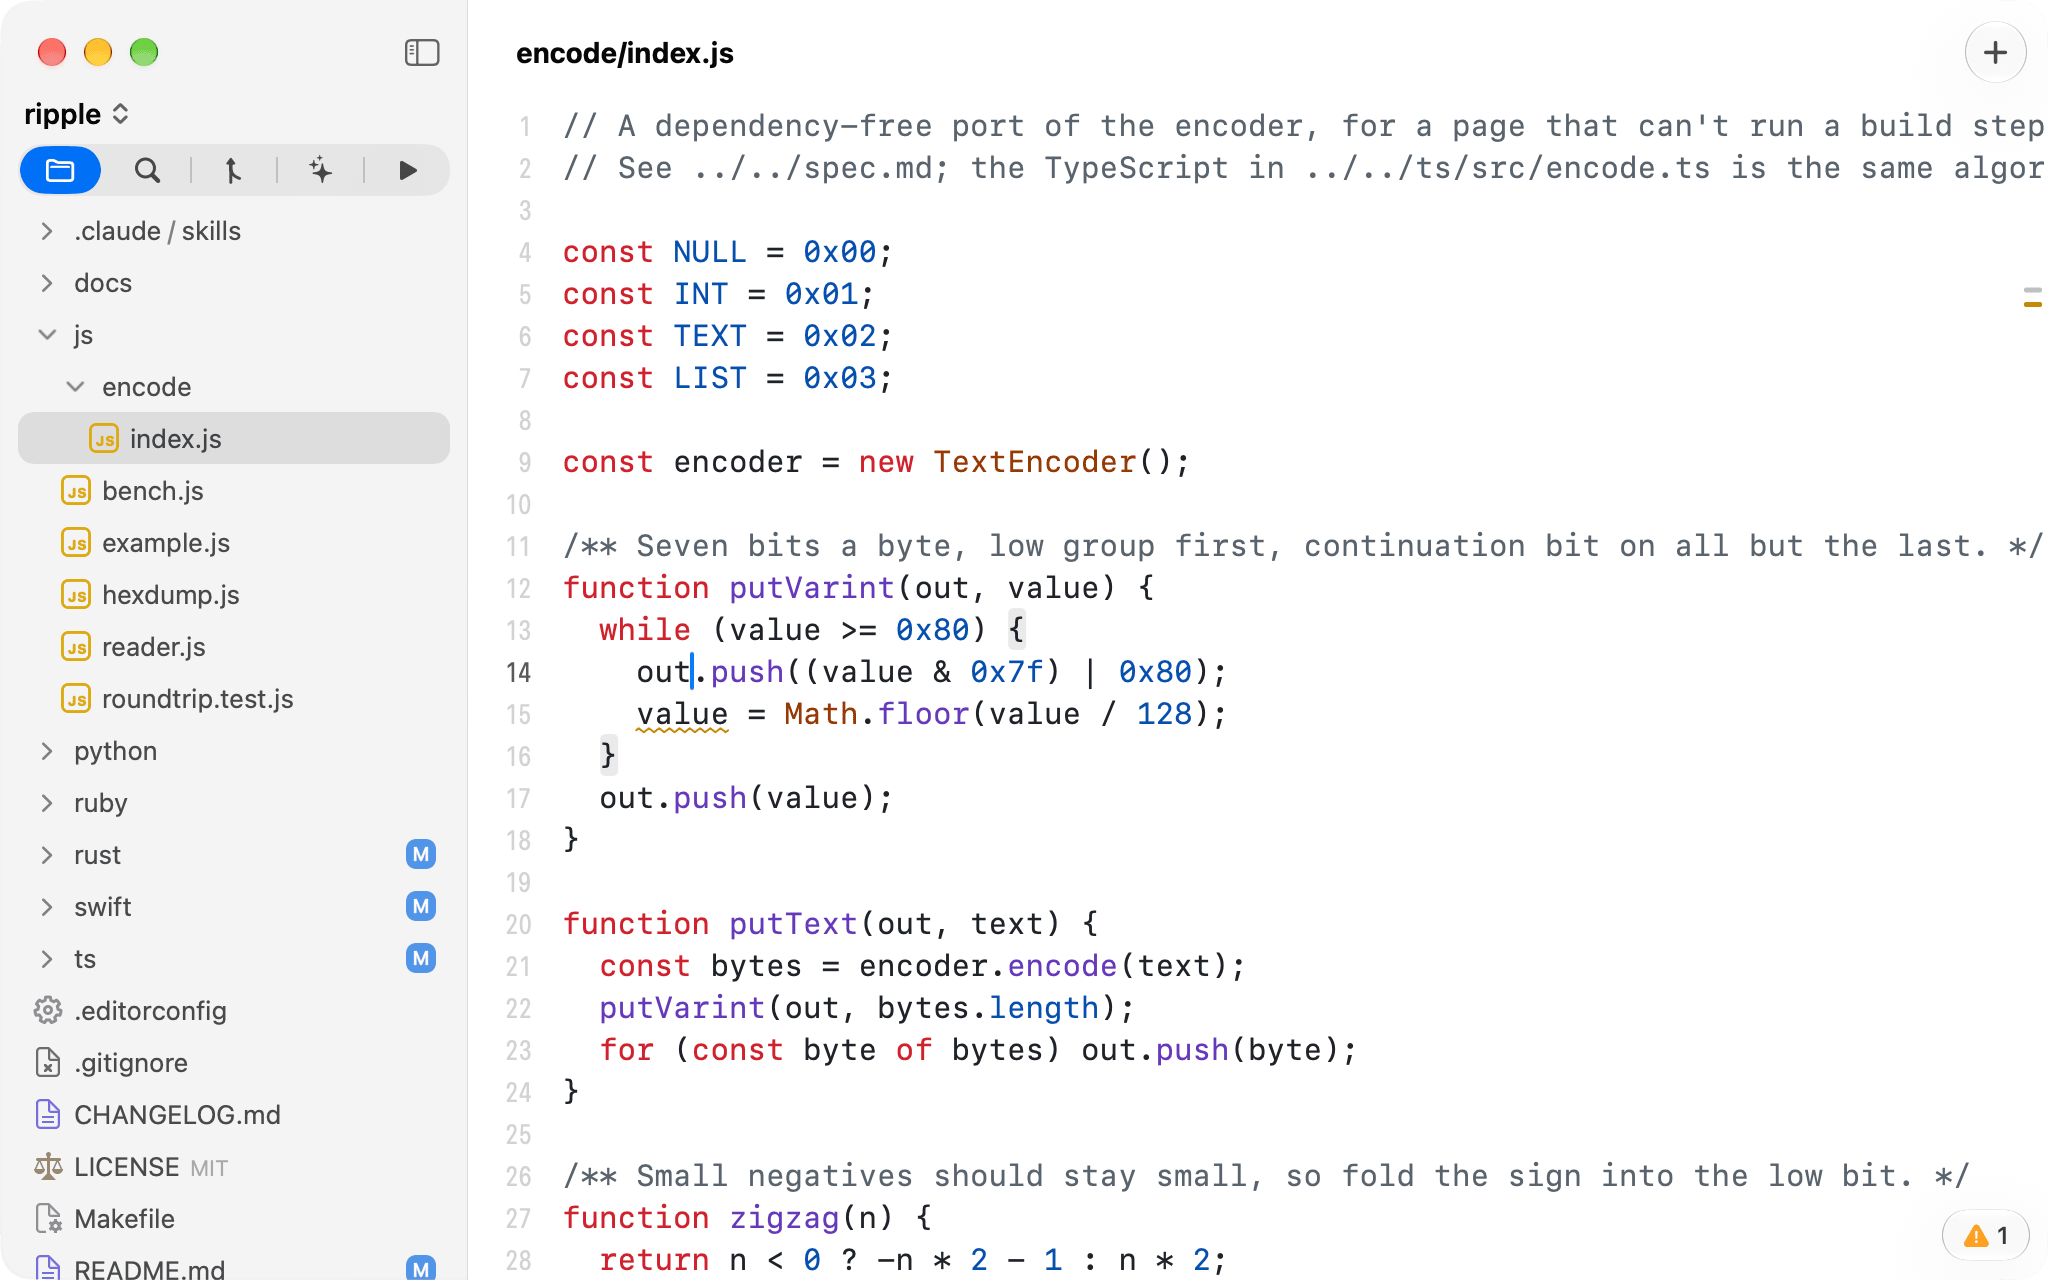 encode/index.js
ripple
.claude / skills
docs
js
encode
JS index.js
JS bench.js
JS example.js
JS hexdump.js
JS reader.js
JS roundtrip.test.js
python
ruby
rust M
swift M
ts M
.editorconfig
.gitignore
CHANGELOG.md
LICENSE MIT
Makefile
README.md M
1 // A dependency-free port of the encoder, for a page that can't run a build step
2 // See ../../spec.md; the TypeScript in ../../ts/src/encode.ts is the same algor
3
4 const NULL = 0x00;
5 const INT = 0x01;
6 const TEXT = 0x02;
7 const LIST = 0x03;
8
9 const encoder = new TextEncoder();
10
11 /** Seven bits a byte, low group first, continuation bit on all but the last. */
12 function putVarint(out, value) {
13 while (value >= 0x80) {
14 out.push((value & 0x7f) | 0x80);
15 value = Math.floor(value / 128);
16 }
17 out.push(value);
18 }
19
20 function putText(out, text) {
21 const bytes = encoder.encode(text);
22 putVarint(out, bytes.length);
23 for (const byte of bytes) out.push(byte);
24 }
25
26 /** Small negatives should stay small, so fold the sign into the low bit. */
27 function zigzag(n) {
28 return n < 0 ? -n * 2 - 1 : n * 2;
1